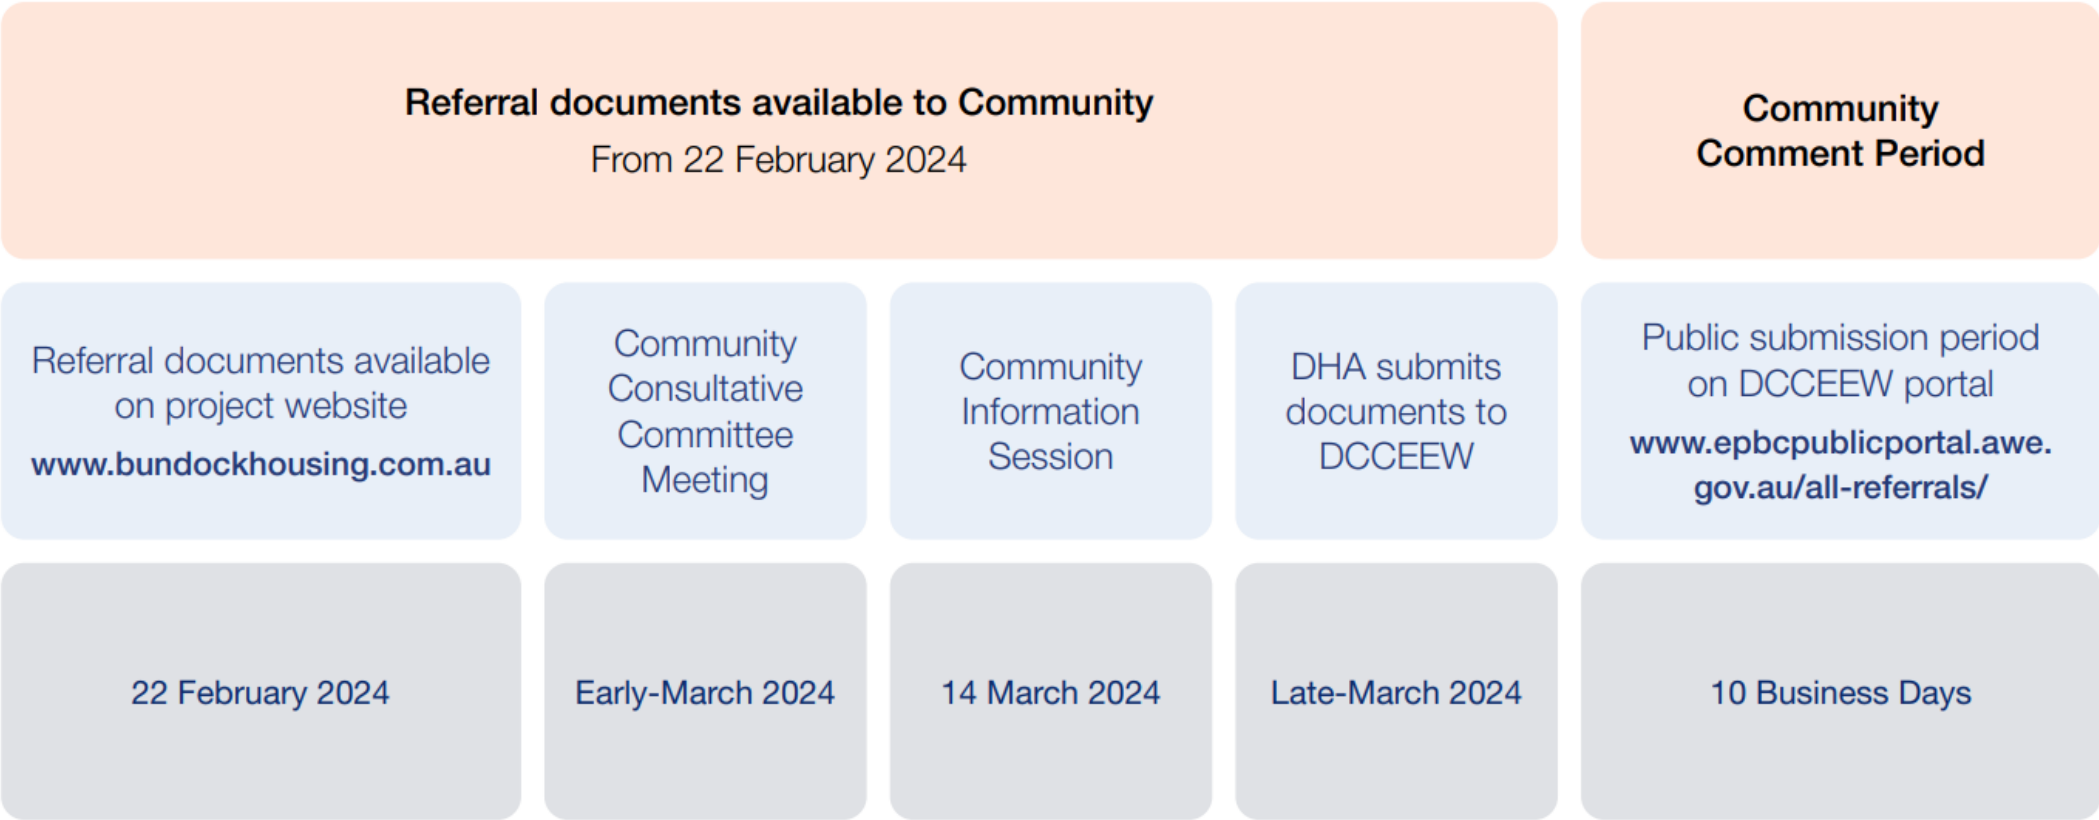 Referral documents available to Community
From 22 February 2024
Community
Comment Period
Referral documents available
on project website
www.bundockhousing.com.au
Community
Consultative
Committee
Meeting
Community
Information
Session
DHA submits
documents to
DCCEEW
Public submission period
on DCCEEW portal
www.epbcpublicportal.awe.
gov.au/all-referrals/
22 February 2024
Early-March 2024
14 March 2024
Late-March 2024
10 Business Days